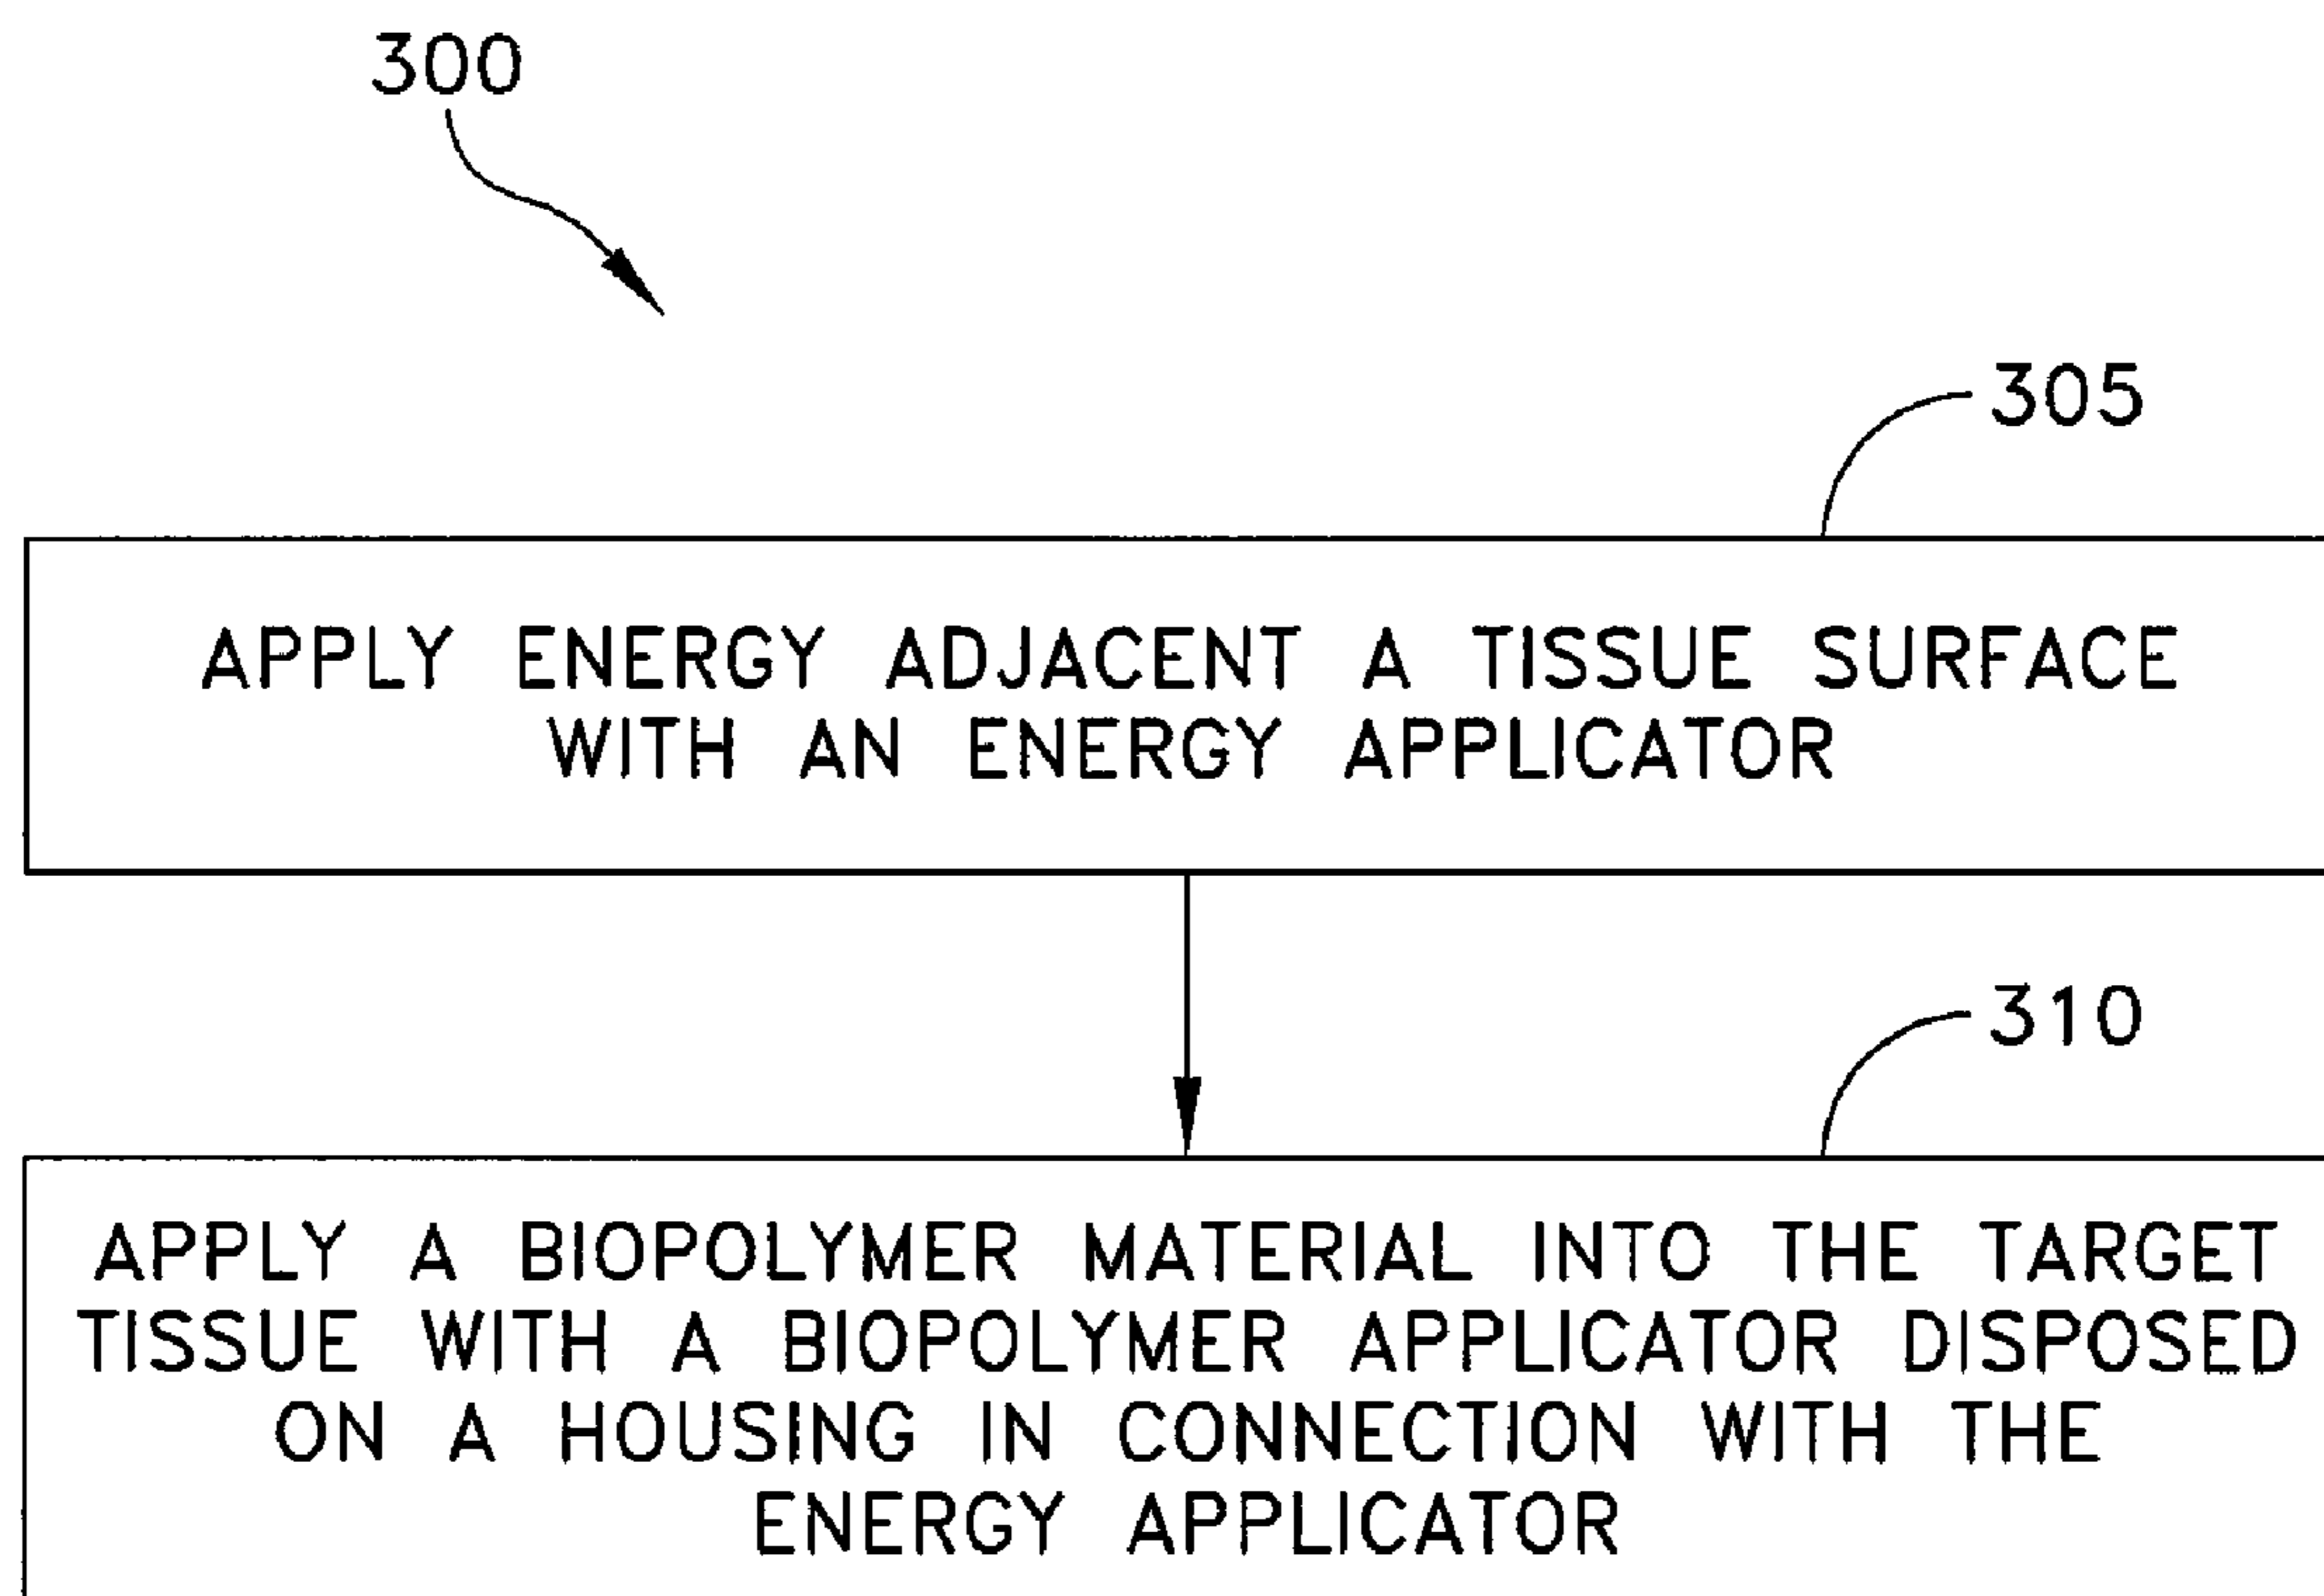 300
305
APPLY ENERGY ADJACENT A TISSUE SURFACE
WITH AN ENERGY APPLICATOR
310
APPLY A BIOPOLYMER MATERIAL INTO THE TARGET
TISSUE WITH A BIOPOLYMER APPLICATOR DISPOSED
ON A HOUSING IN CONNECTION WITH THE
ENERGY APPLICATOR